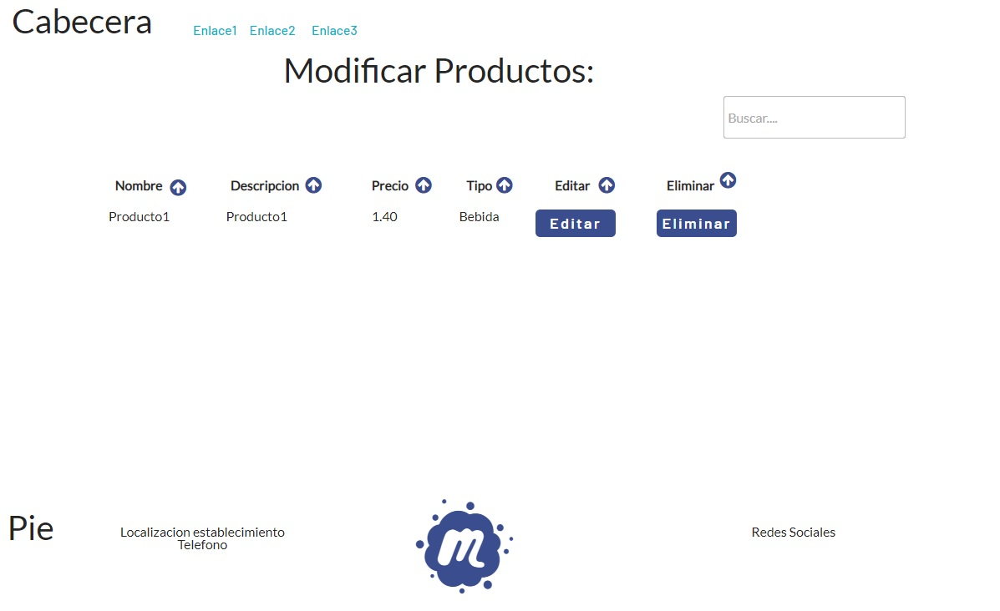 Cabecera
Enlace1 Enlace2 Enlace3
Modificar Productos:
Buscar....
Nombre Descripcion Precio Tipo Editar Eliminar
Producto1 Producto1 1.40 Bebida Editar Eliminar
Pie
Localizacion establecimiento
Telefono
m
Redes Sociales